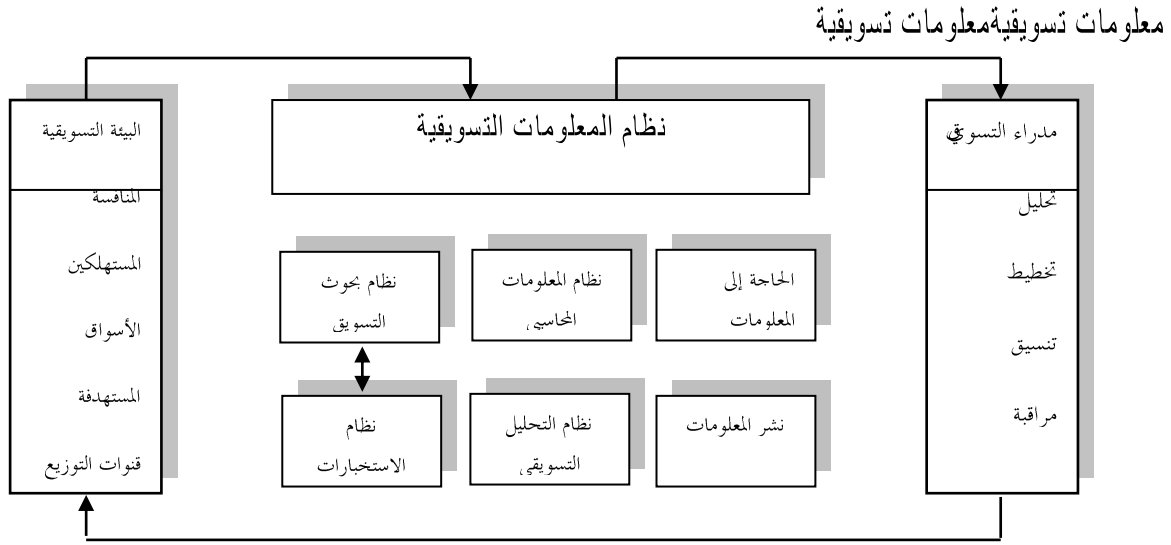 معلومات تسويقيةمعلومات تسويقية
مدراء التسويق
تحليل
تخطيط
تنسيق
مراقبة
نظام المعلومات التسويقية
الحاجة إلى
المعلومات
نظام المعلومات
المحاسبي
نظام بحوث
التسويق
نشر المعلومات
نظام التحليل
التسويقي
نظام
الاستخبارات
البيئة التسويقية
المنافسة
المستهلكين
الأسواق
المستهدفة
قنوات التوزيع